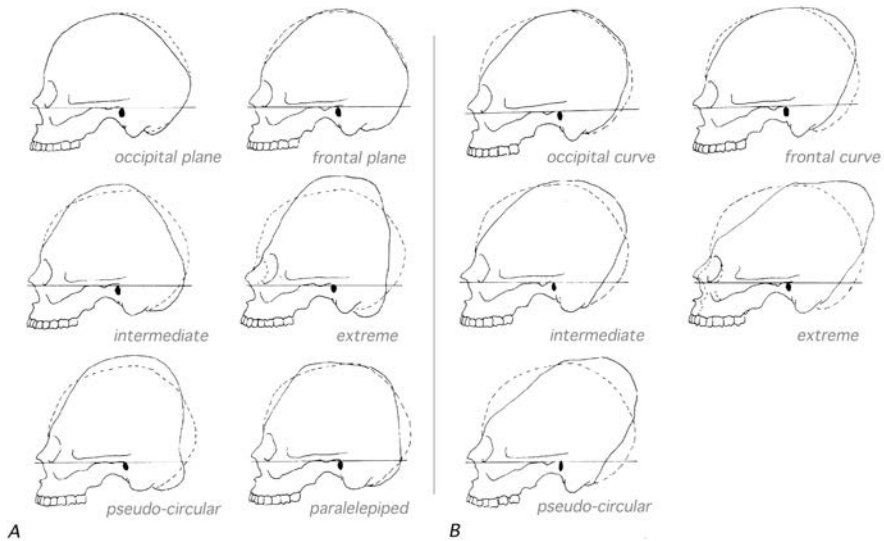 occipital plane
frontal plane
intermediate
extreme
pseudo-circular
paralelepiped
A
occipital curve
frontal curve
intermediate
extreme
pseudo-circular
B